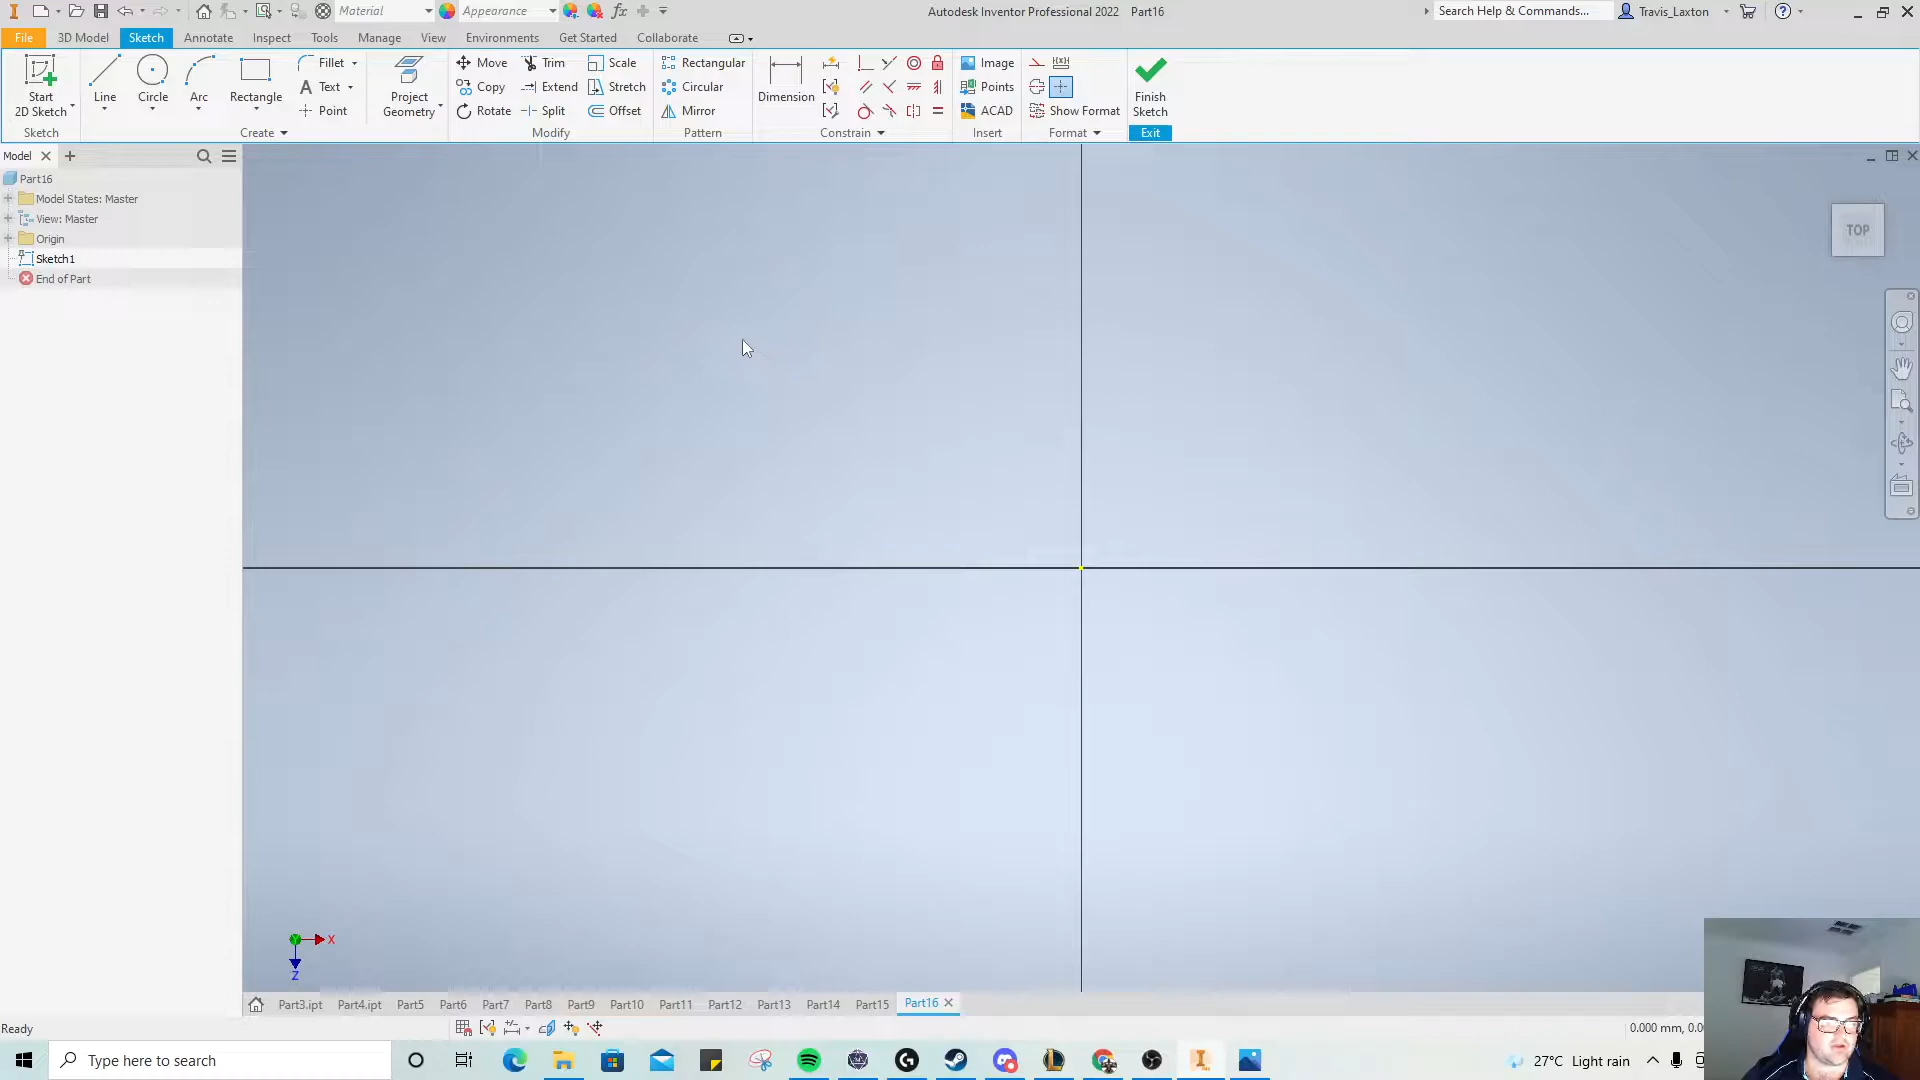 Material
Appearance
fx
Autodesk Inventor Professional 2022 Part16
Search Help & Commands...
Travis_Laxton
File 3D Model Sketch Annotate Inspect Tools Manage View Environments Get Started Collaborate
Start
2D Sketch
Line
Circle
Arc
Rectangle
Fillet
Text
Point
Project
Geometry
Move
Copy
Rotate
Trim
Extend
Split
Scale
Stretch
Offset
Rectangular
Circular
Mirror
Dimension
Image
Points
ACAD
Show Format
Finish
Sketch
Sketch Create Modify Pattern Constrain Insert Format Exit
Model
Part16
Model States: Master
View: Master
Origin
Sketch1
End of Part
TOP
X
Z
Part3.ipt Part4.ipt Part5 Part6 Part7 Part8 Part9 Part10 Part11 Part12 Part13 Part14 Part15 Part16
Ready
0.000 mm, 0.0
Type here to search
27°C Light rain